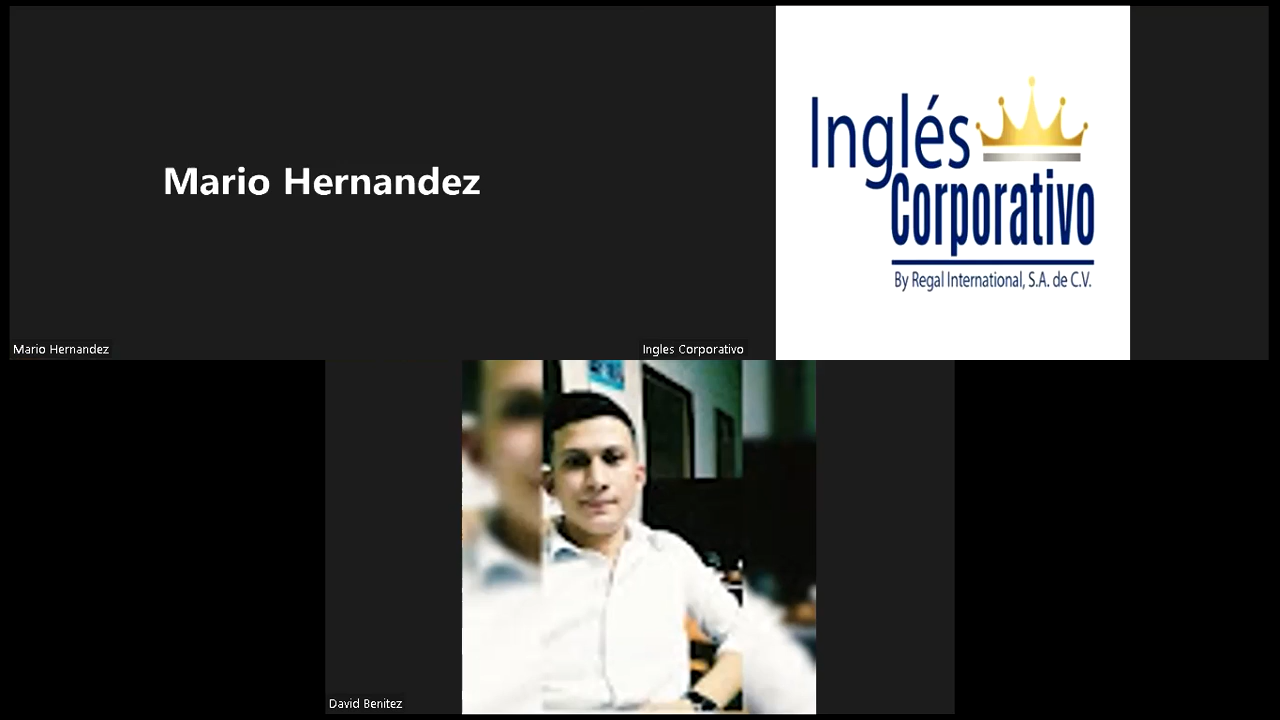 Mario Hernandez
Mario Hernandez
Inglés
Corporativo
By Regal International, S.A. de C.V.
Ingles Corporativo
David Benitez